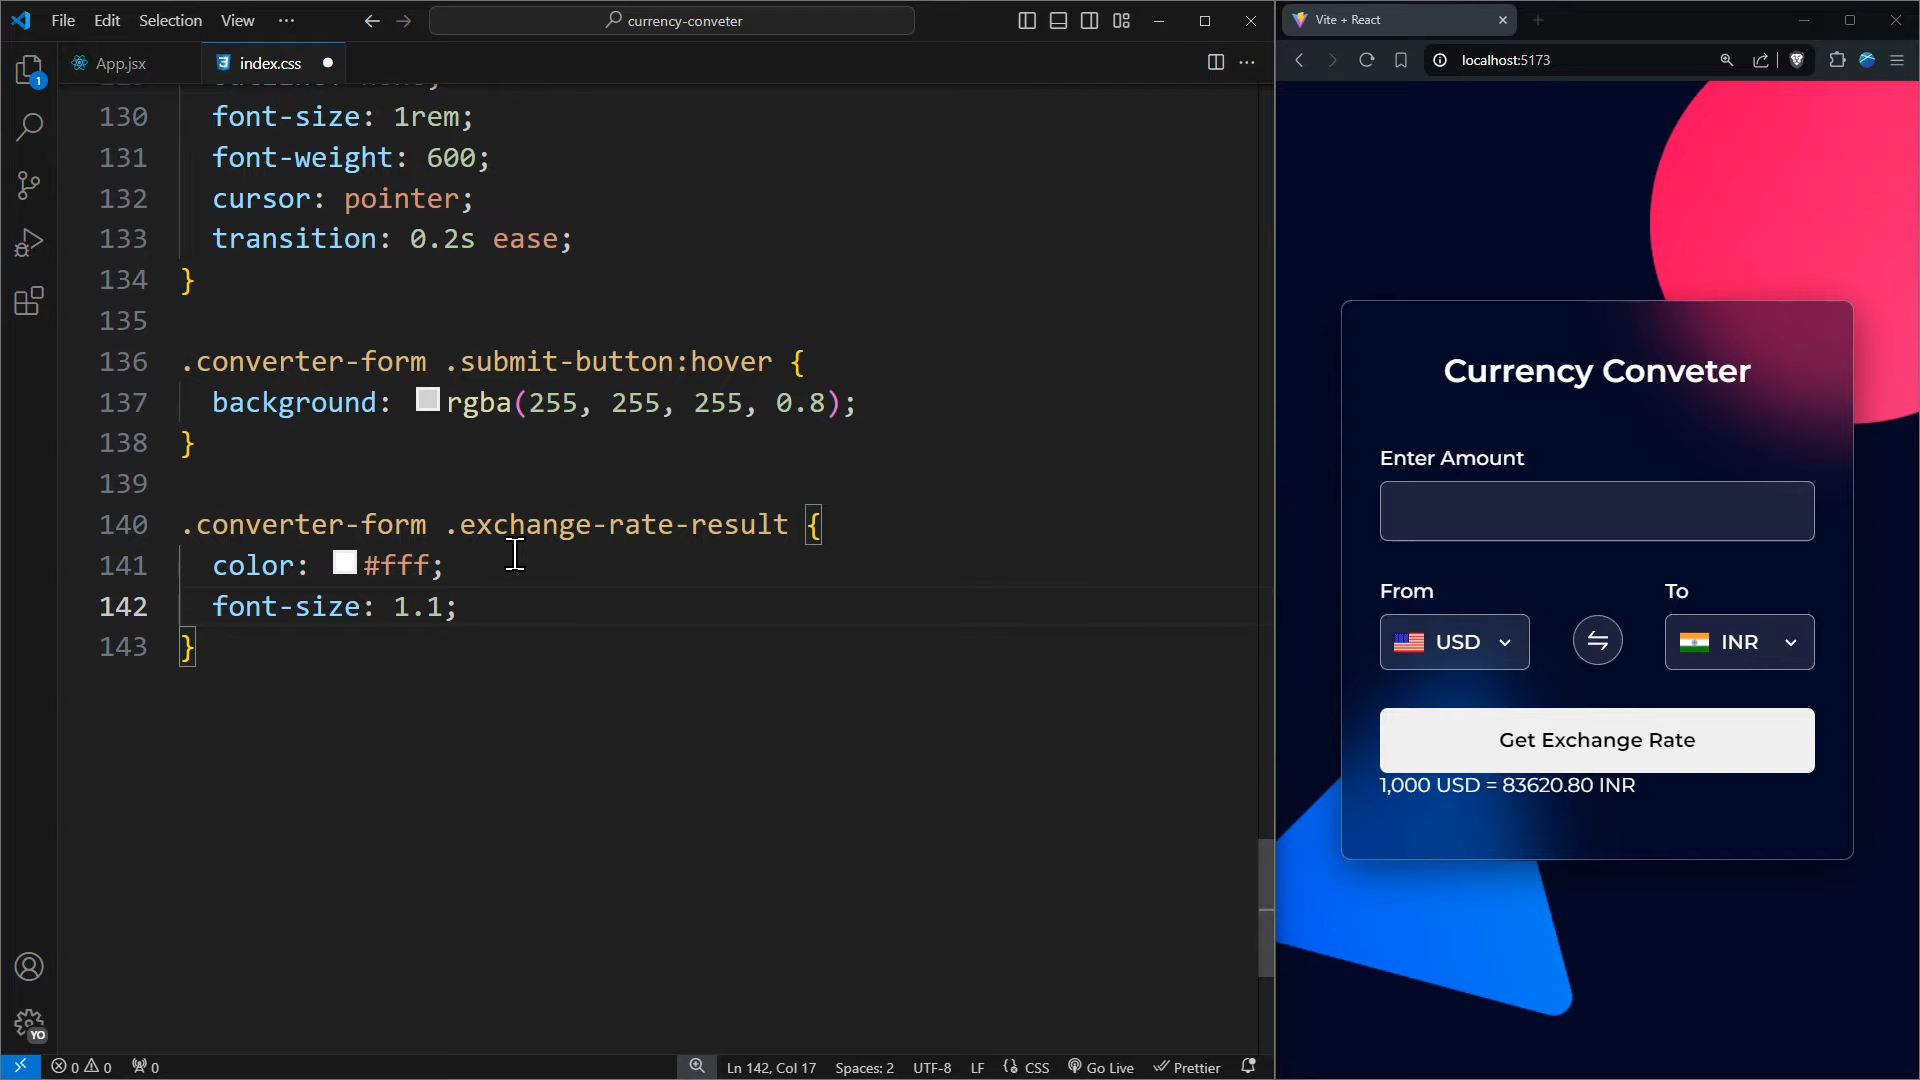 File Edit Selection View ···
currency-conveter
Vite + React
App.jsx
index.css
localhost:5173
1
130 font-size: 1rem;
131 font-weight: 600;
132 cursor: pointer;
133 transition: 0.2s ease;
134 }
135
136 .converter-form .submit-button:hover {
137 background: rgba(255, 255, 255, 0.8);
138 }
139
140 .converter-form .exchange-rate-result {
141 color: #fff;
142 font-size: 1.1;
143 }
Currency Conveter
Enter Amount
From To
USD INR
Get Exchange Rate
1,000 USD = 83620.80 INR
YO
0 0 0 Ln 142, Col 17 Spaces: 2 UTF-8 LF CSS Go Live Prettier